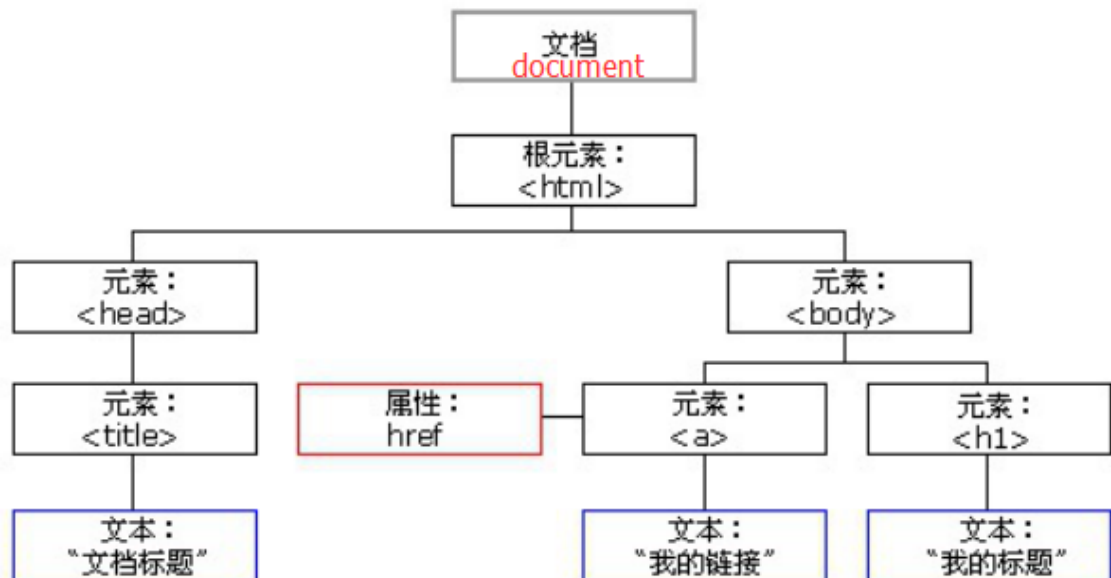 文档
document
根元素：
<html>
元素：
<head>
元素：
<body>
元素：
<title>
属性：
href
元素：
<a>
元素：
<h1>
文本：
“文档标题”
文本：
“我的链接”
文本：
“我的标题”